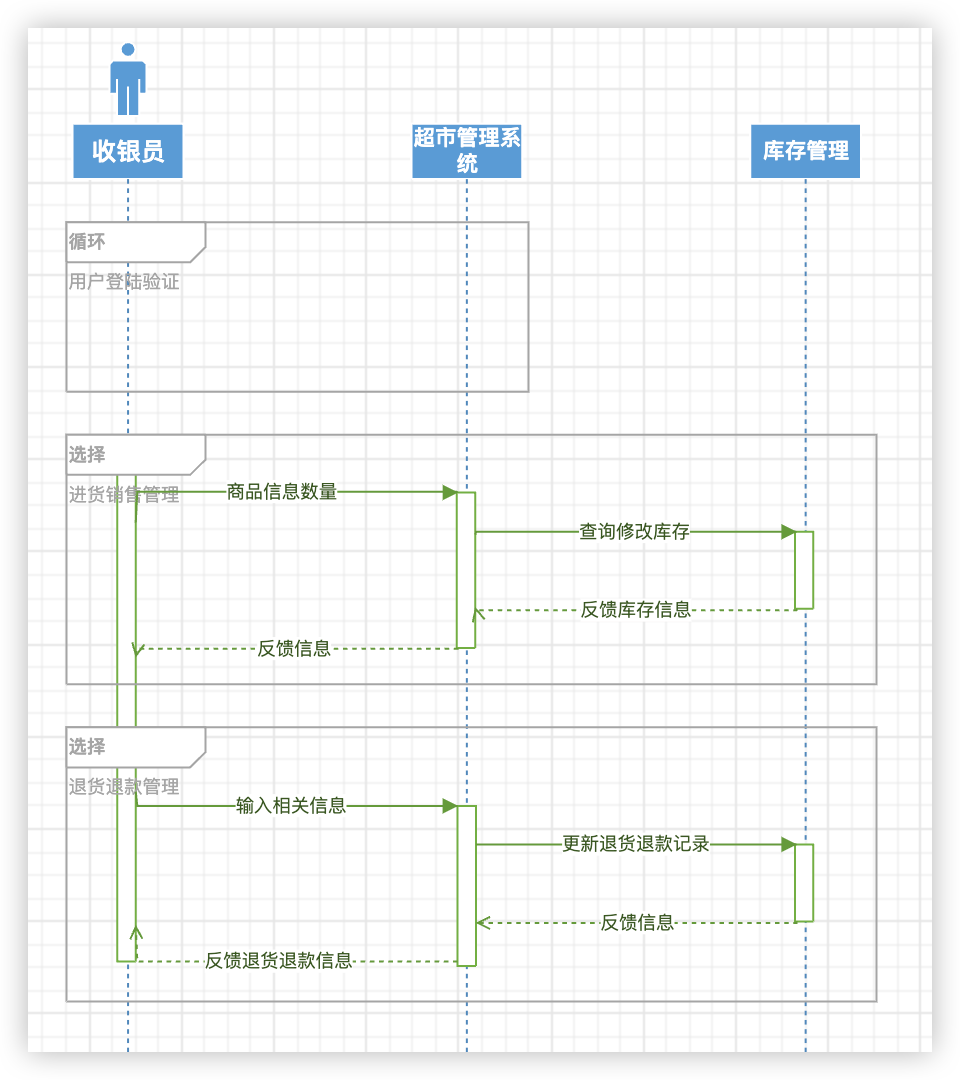 收银员
超市管理系
统
库存管理
循环
用户登陆验证
选择
进货销售管理
商品信息数量
查询修改库存
反馈库存信息
反馈信息
选择
退货退款管理
输入相关信息
更新退货退款记录
反馈信息
反馈退货退款信息